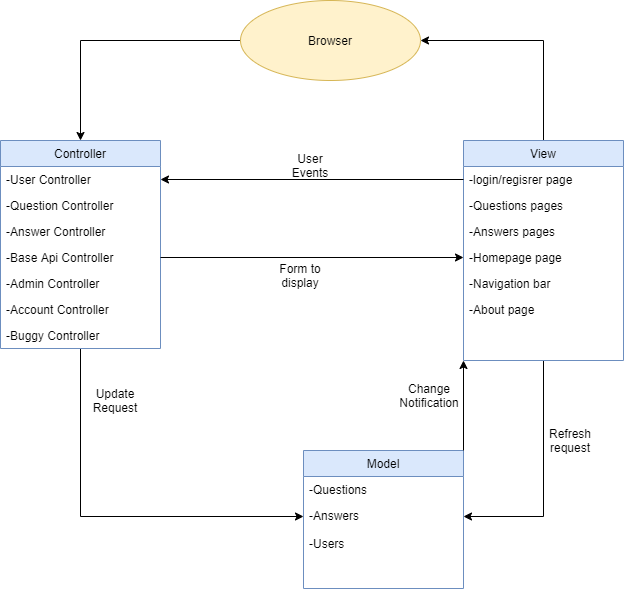 Browser
Controller
-User Controller
-Question Controller
-Answer Controller
-Base Api Controller
-Admin Controller
-Account Controller
-Buggy Controller
User
Events
Form to
display
View
-login/regisrer page
-Questions pages
-Answers pages
-Homepage page
-Navigation bar
-About page
Update
Request
Change
Notification
Refresh
request
Model
-Questions
-Answers
-Users